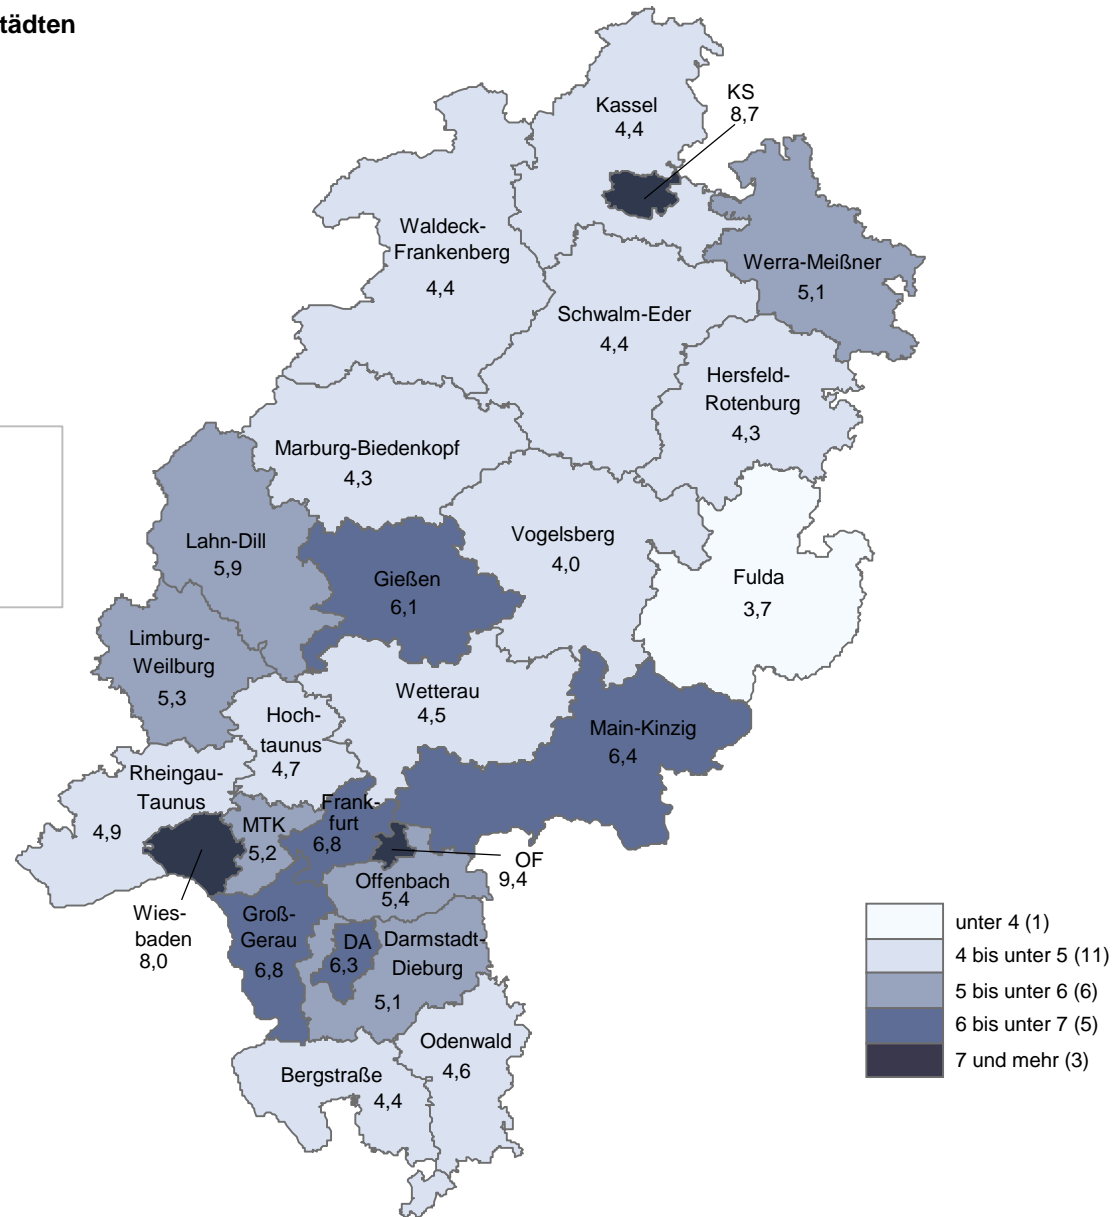 tädten
KS
8,7
Kassel
4,4
Waldeck-
Frankenberg
4,4
Werra-Meißner
5,1
Schwalm-Eder
4,4
Hersfeld-
Rotenburg
4,3
Marburg-Biedenkopf
4,3
Vogelsberg
4,0
Lahn-Dill
5,9
Gießen
6,1
Fulda
3,7
Limburg-
Weilburg
5,3
Wetterau
4,5
Hoch-
taunus
4,7
Main-Kinzig
6,4
Rheingau-
Taunus
4,9
MTK
5,2
Frank-
furt
6,8
OF
9,4
Offenbach
5,4
Wies-
baden
8,0
Groß-
Gerau
6,8
DA
6,3
Darmstadt-
Dieburg
5,1
Odenwald
4,6
Bergstraße
4,4
unter 4 (1)
4 bis unter 5 (11)
5 bis unter 6 (6)
6 bis unter 7 (5)
7 und mehr (3)